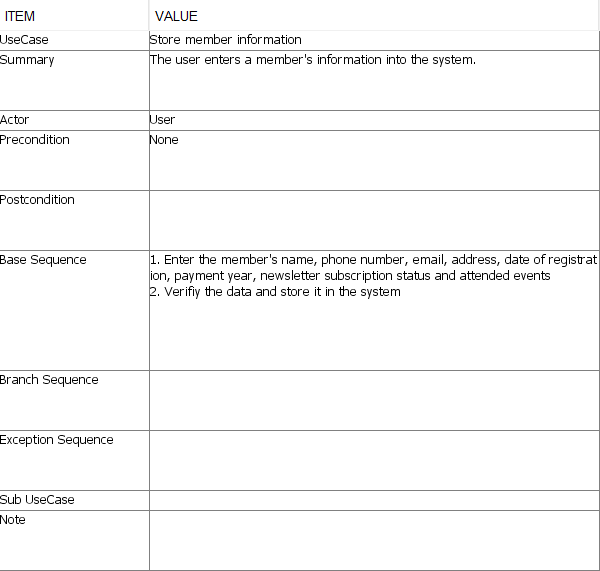 ITEM VALUE
UseCase Store member information
Summary The user enters a member's information into the system.
Actor User
Precondition None
Postcondition
Base Sequence 1. Enter the member's name, phone number, email, address, date of registrat
ion, payment year, newsletter subscription status and attended events
2. Verifiy the data and store it in the system
Branch Sequence
Exception Sequence
Sub UseCase
Note